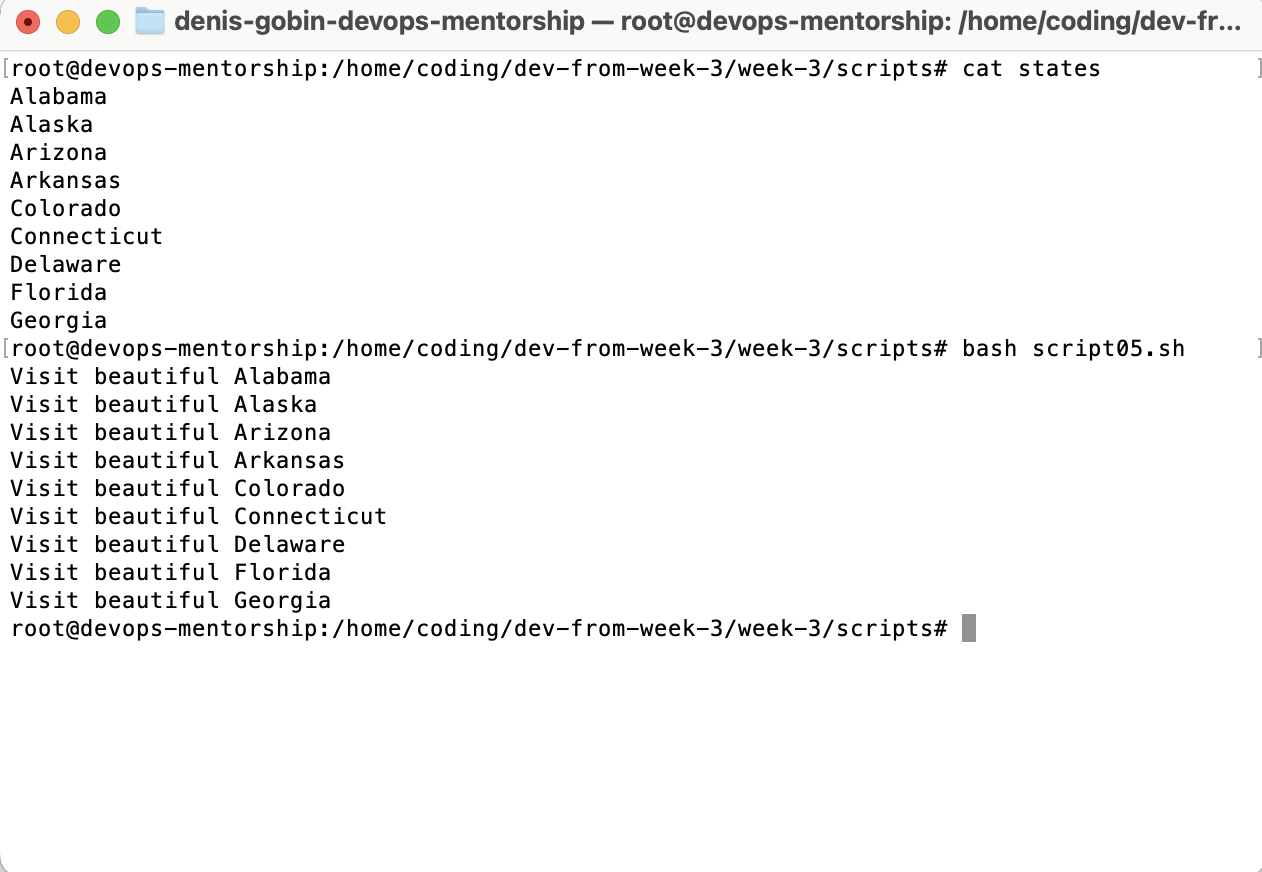 denis-gobin-devops-mentorship — root@devops-mentorship: /home/coding/dev-fr...
[root@devops-mentorship:/home/coding/dev-from-week-3/week-3/scripts# cat states ]
Alabama
Alaska
Arizona
Arkansas
Colorado
Connecticut
Delaware
Florida
Georgia
[root@devops-mentorship:/home/coding/dev-from-week-3/week-3/scripts# bash script05.sh ]
Visit beautiful Alabama
Visit beautiful Alaska
Visit beautiful Arizona
Visit beautiful Arkansas
Visit beautiful Colorado
Visit beautiful Connecticut
Visit beautiful Delaware
Visit beautiful Florida
Visit beautiful Georgia
root@devops-mentorship:/home/coding/dev-from-week-3/week-3/scripts#